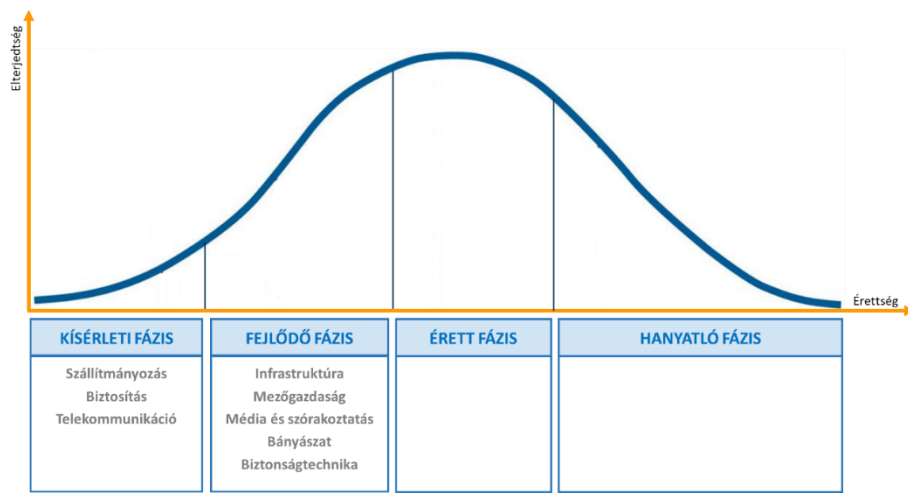 Elterjedtség
Érettség
KÍSÉRLETI FÁZIS
Szállítmányozás
Biztosítás
Telekommunikáció
FEJLŐDŐ FÁZIS
Infrastruktúra
Mezőgazdaság
Média és szórakoztatás
Bányászat
Biztonságtechnika
ÉRETT FÁZIS
HANYATLÓ FÁZIS